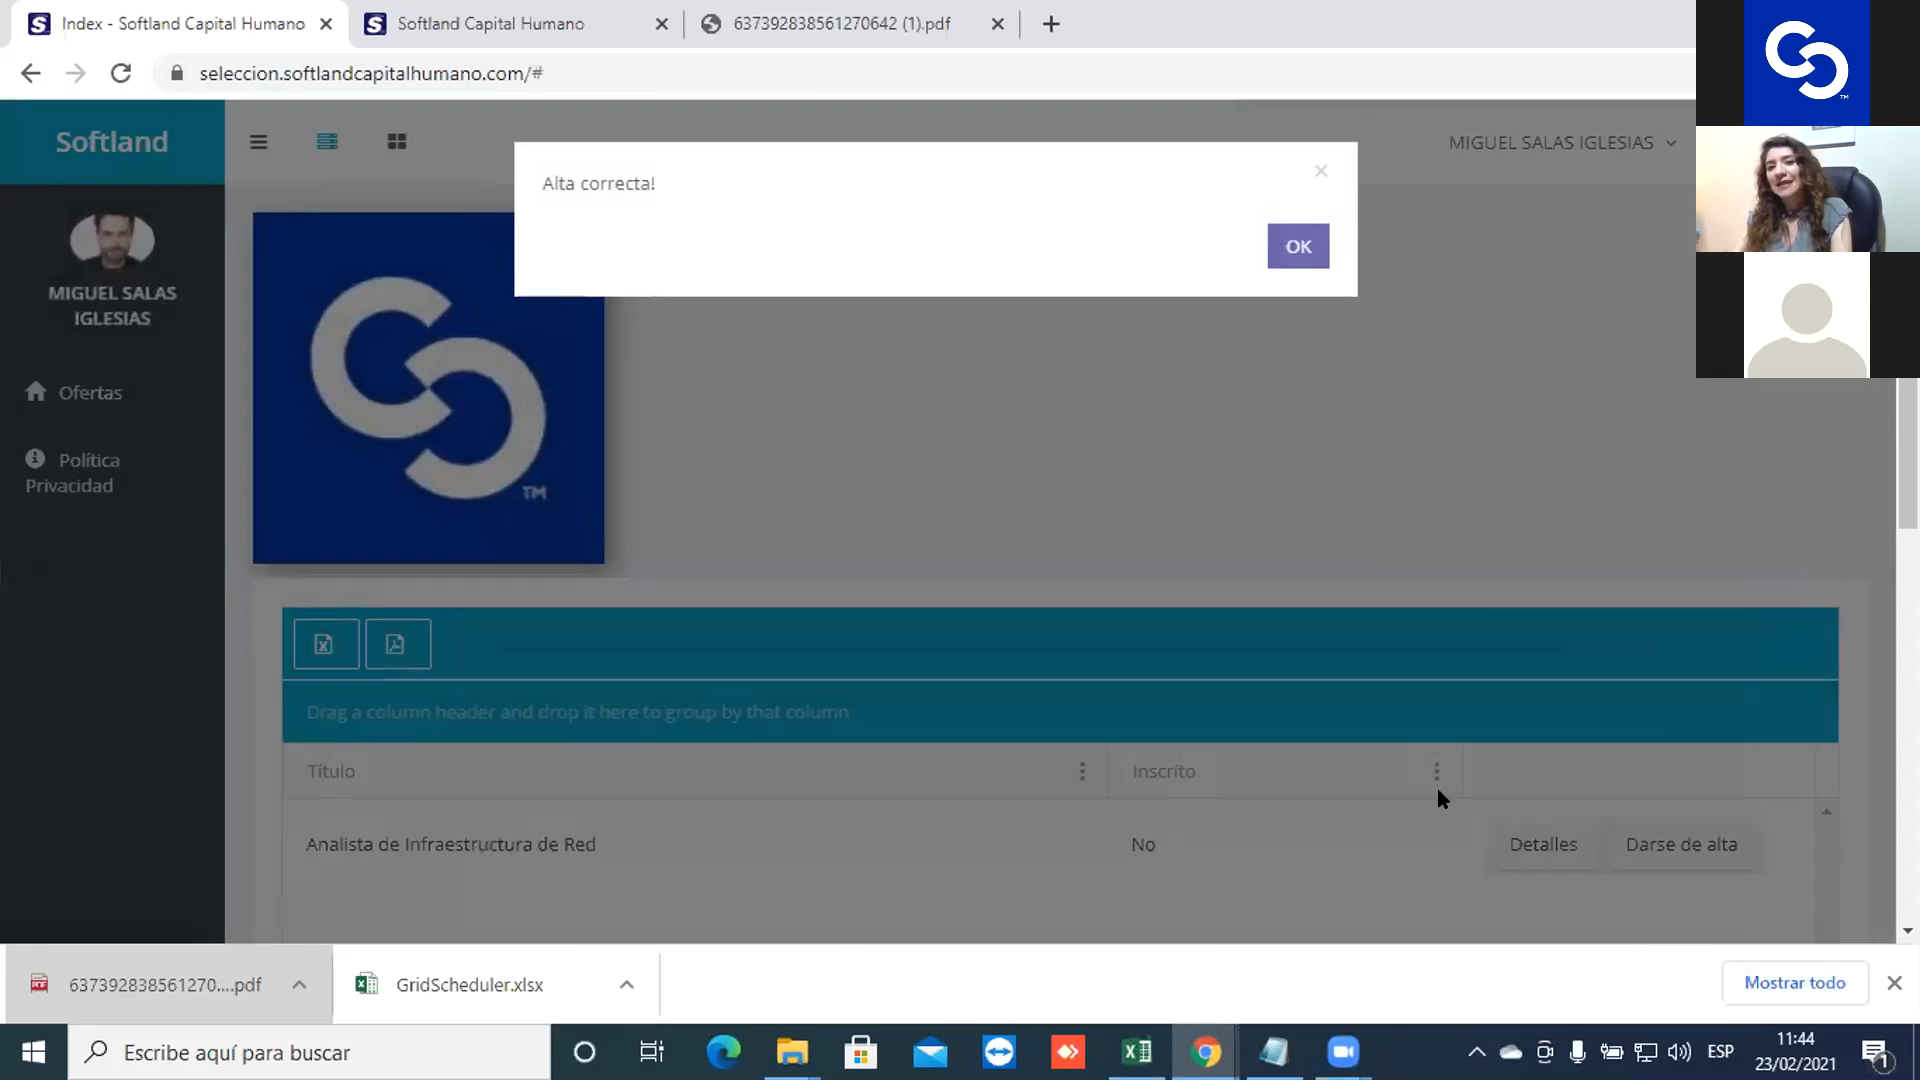 Index - Softland Capital Humano
Softland Capital Humano
637392838561270642 (1).pdf
seleccion.softlandcapitalhumano.com/#
Softland
MIGUEL SALAS IGLESIAS
Alta correcta!
OK
MIGUEL SALAS
IGLESIAS
Ofertas
Política
Privacidad
TM
TM
Drag a column header and drop it here to group by that column
Título
Inscrito
Analista de Infraestructura de Red
No
Detalles
Darse de alta
637392838561270....pdf
GridScheduler.xlsx
Mostrar todo
Escribe aquí para buscar
ESP
11:44
23/02/2021
1